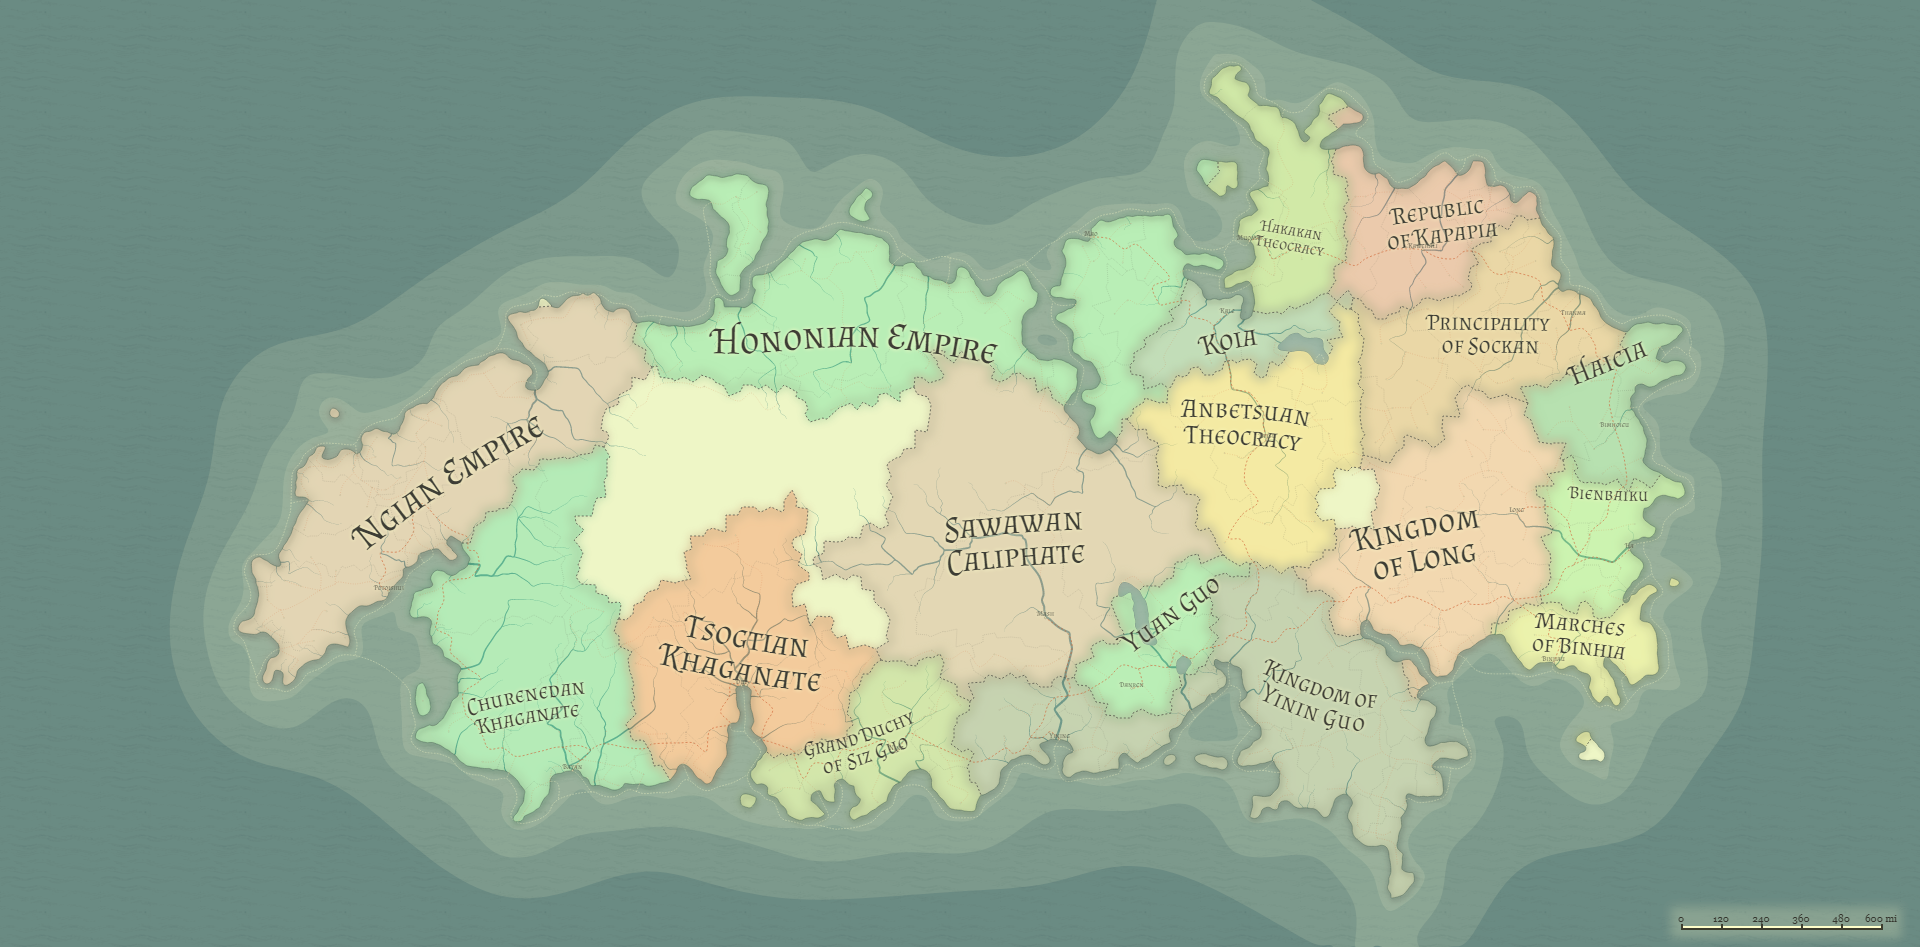 Hakakan
Theocracy
Republic
of Kapapia
Hononian Empire
Koia
Principality
of Sockan
Haicia
Ngian Empire
Anbetsuan
Theocracy
Bienbaiku
Sawawan
Caliphate
Kingdom
of Long
Long
Yuan Guo
Danyen
Marches
of Binhia
Tsogtian
Khaganate
Churenedan
Khaganate
Grand Duchy
of Siz Guo
Kingdom of
Yinin Guo
0 120 240 360 480 600 mi